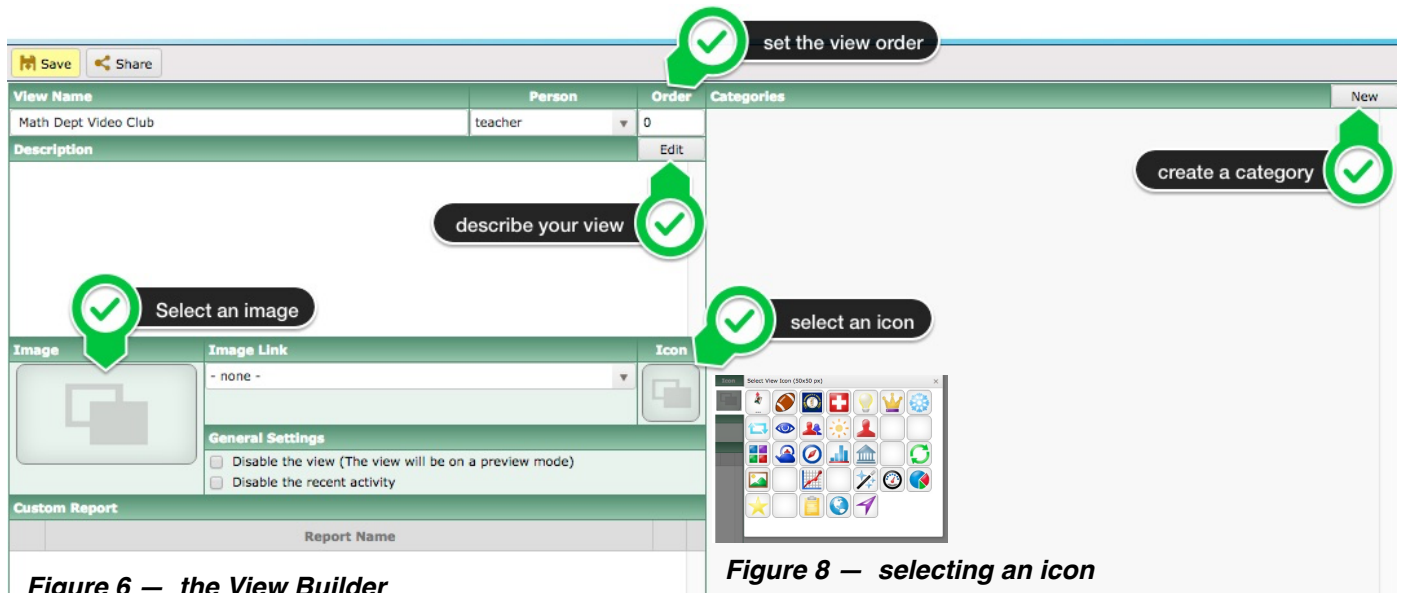 set the view order
Save Share
View Name Person Order Categories New
Math Dept Video Club teacher 0
Description Edit
create a category
describe your view
Select an image
select an icon
Image Image Link Icon
- none -
Icon Select View Icon (50x50 px) ×
General Settings
Disable the view (The view will be on a preview mode)
Disable the recent activity
Custom Report
Report Name
Figure 6 — the View Builder
Figure 8 — selecting an icon